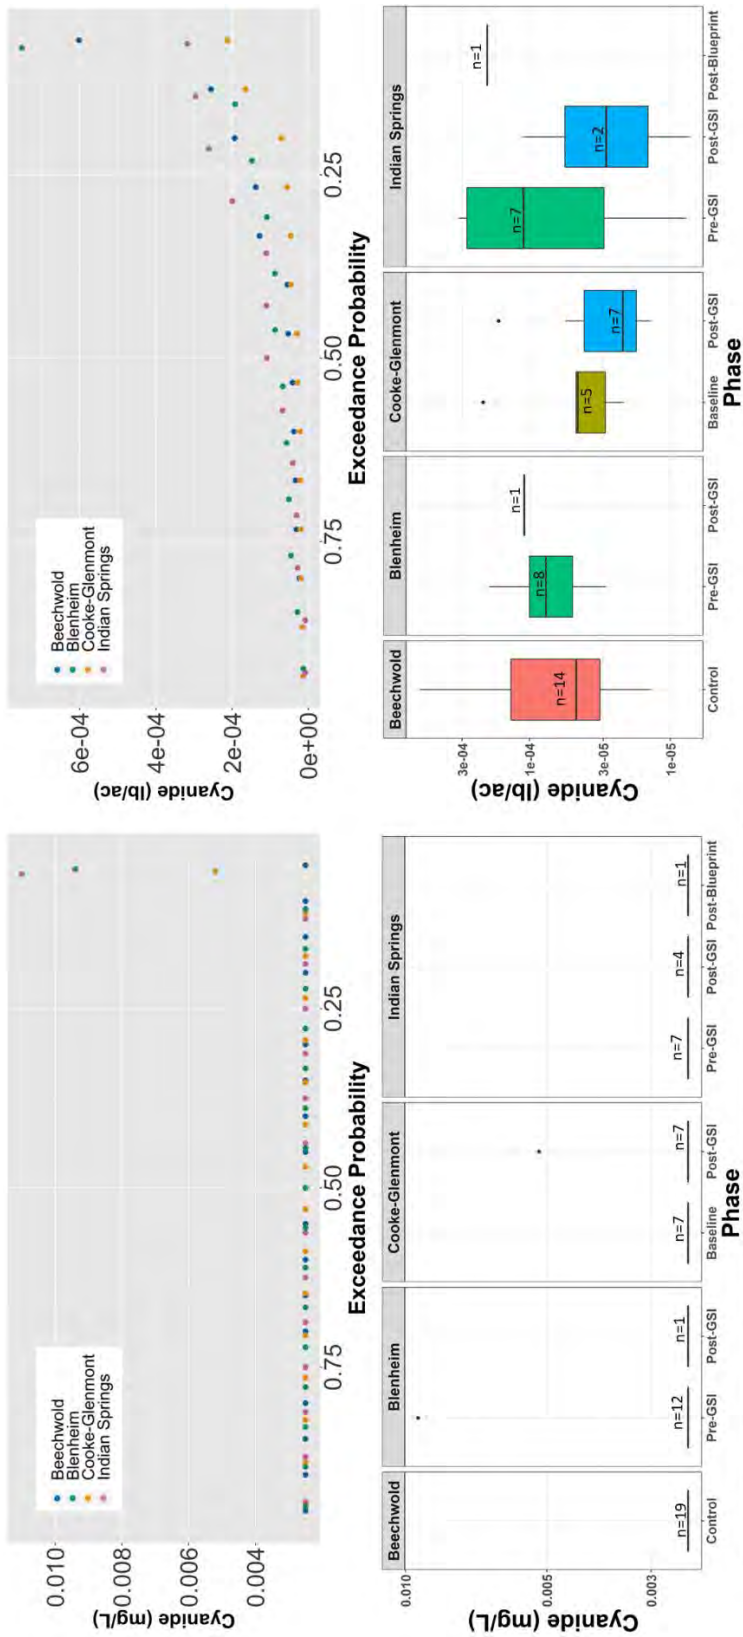 Cyanide (mg/L)
0.010
0.008
0.006
0.004
Beechwold
Blenheim
Cooke-Glenmont
Indian Springs
0.75
0.50
0.25
Exceedance Probability
Cyanide (lb/ac)
6e-04
4e-04
2e-04
0e+00
Beechwold
Blenheim
Cooke-Glenmont
Indian Springs
0.75
0.50
0.25
Exceedance Probability
Beechwold
Blenheim
Cooke-Glenmont
Indian Springs
Cyanide (mg/L)
0.010
0.005
0.003
n=19
n=12
n=1
n=7
n=7
n=7
n=4
n=1
Control
Pre-GSI
Post-GSI
Baseline
Post-GSI
Pre-GSI
Post-GSI
Post-Blueprint
Phase
Beechwold
Blenheim
Cooke-Glenmont
Indian Springs
Cyanide (lb/ac)
3e-04
1e-04
3e-05
1e-05
n=14
n=8
n=1
n=5
n=7
n=7
n=2
n=1
Control
Pre-GSI
Post-GSI
Baseline
Post-GSI
Pre-GSI
Post-GSI
Post-Blueprint
Phase